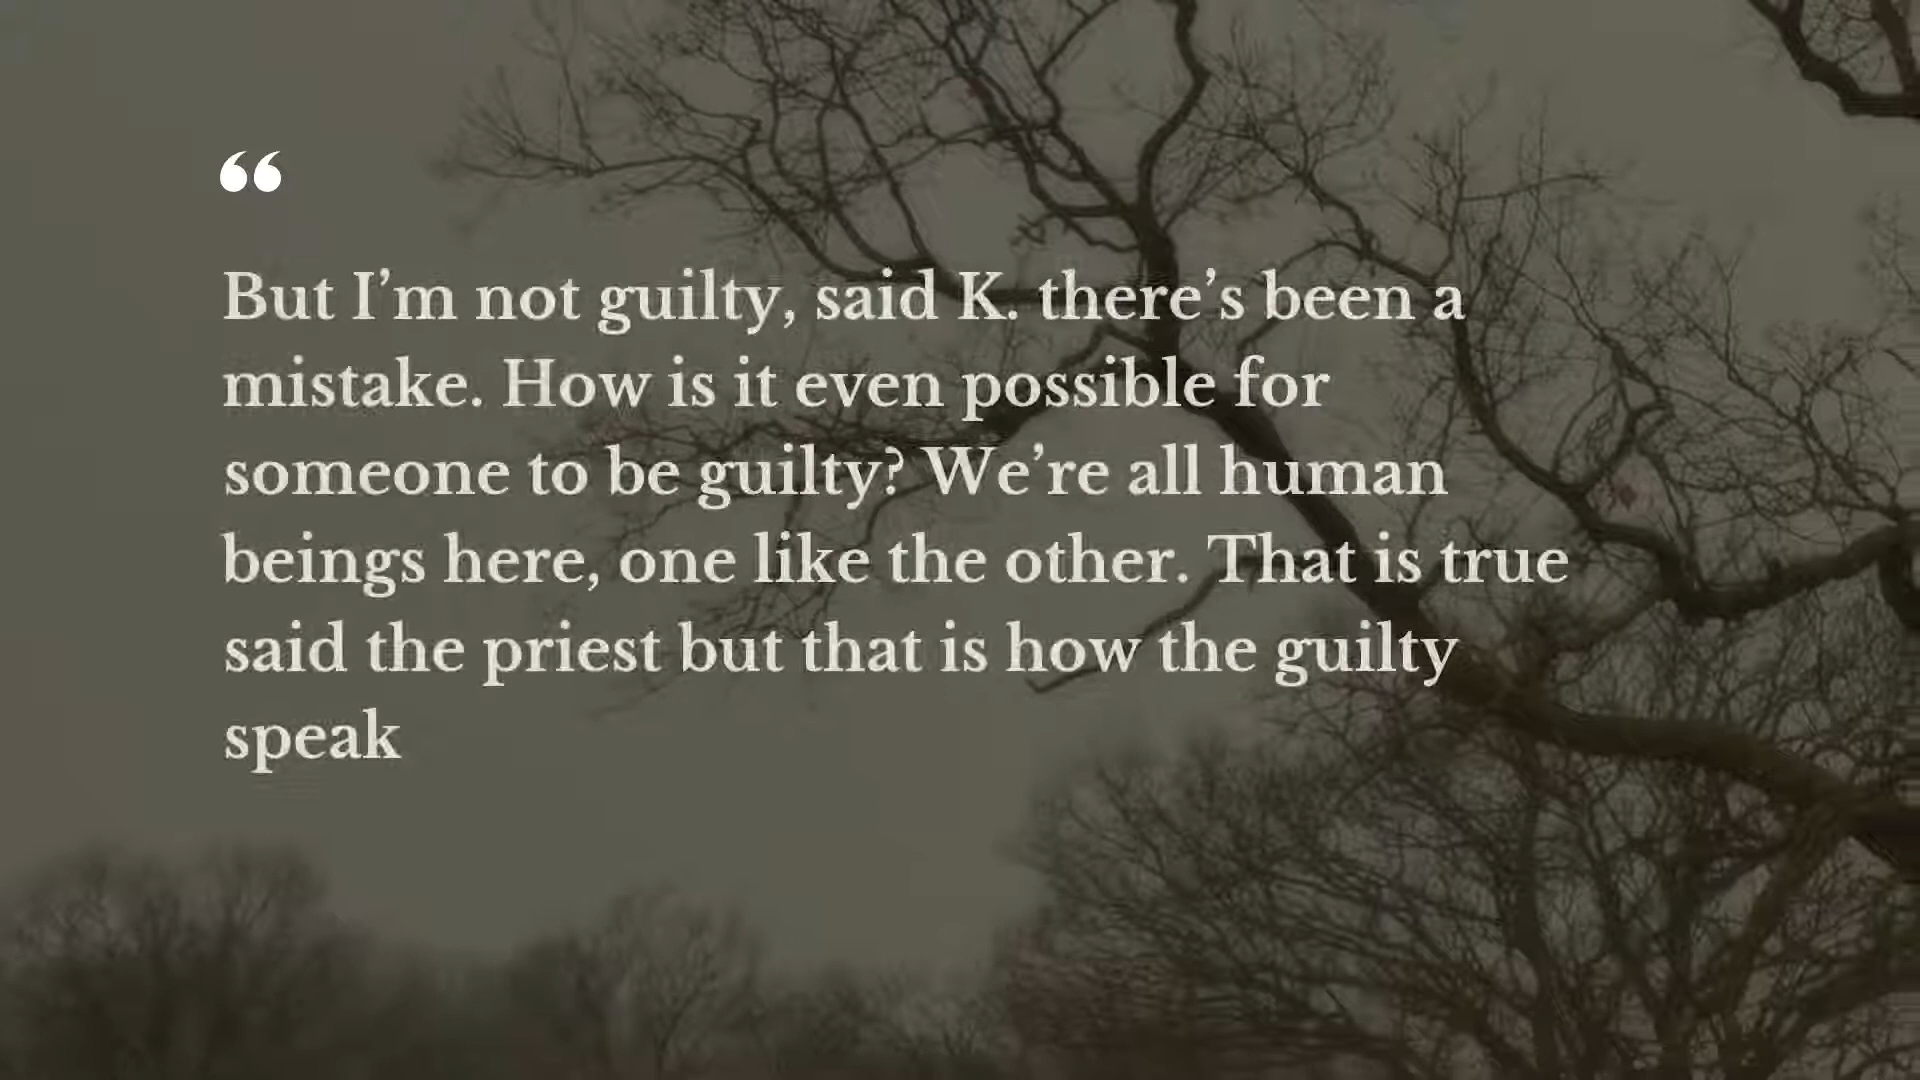 “
But I’m not guilty, said K. there’s been a
mistake. How is it even possible for
someone to be guilty? We’re all human
beings here, one like the other. That is true
said the priest but that is how the guilty
speak